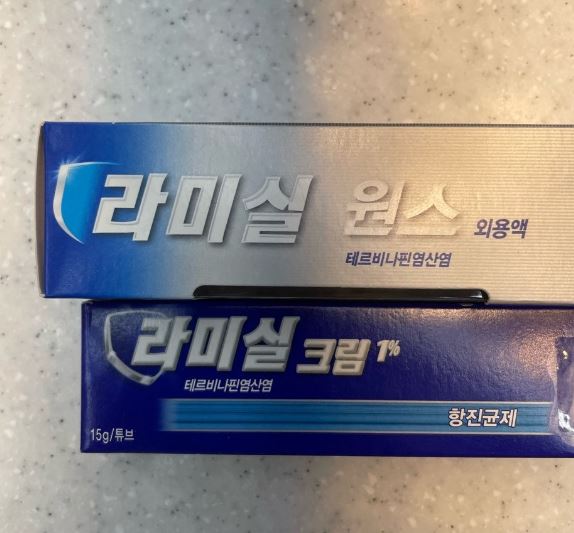 라미실 원스 외용액
테르비나핀염산염
라미실 크림 1%
테르비나핀염산염
항진균제
15g/튜브